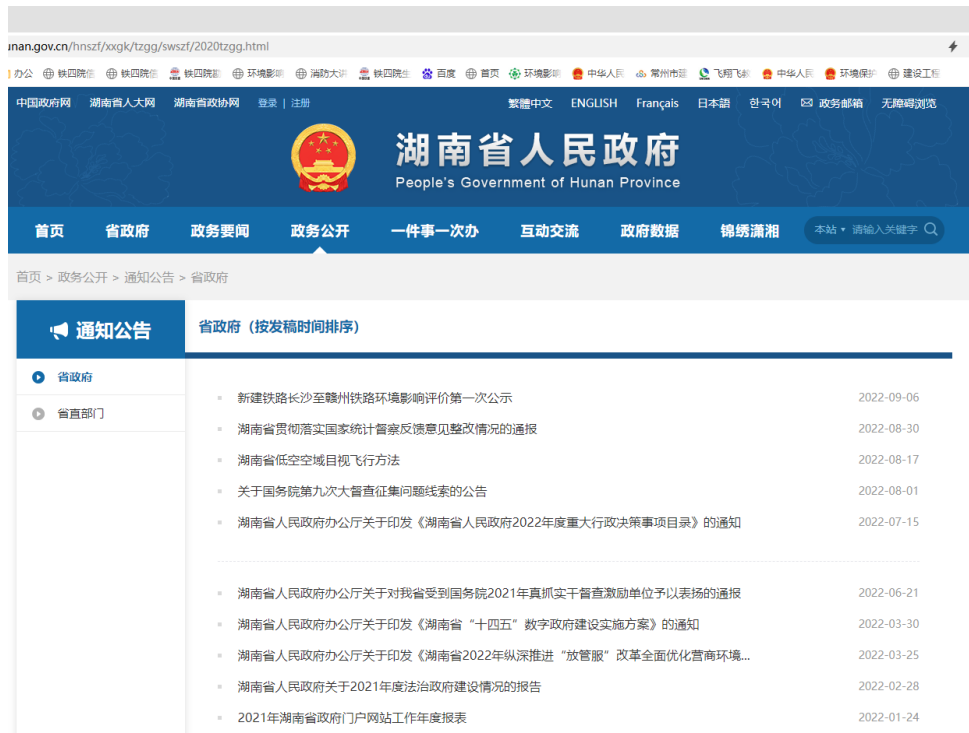 unan.gov.cn/hnszf/xxgk/tzgg/swszf/2020tzgg.html
办公 铁四院信 铁四院信 铁四院勘 环境影响 消防大讲 铁四院生 百度 首页 环境影响 中华人民 常州市建 飞翔飞 中华人民 环境保护 建设工程
中国政府网 湖南省人大网 湖南省政协网 登录 | 注册 繁體中文 ENGLISH Français 日本語 한국어 政务邮箱 无障碍浏览
湖南省人民政府
People's Government of Hunan Province
首页 省政府 政务要闻 政务公开 一件事一次办 互动交流 政府数据 锦绣潇湘 本站 请输入关键字
首页 > 政务公开 > 通知公告 > 省政府
通知公告
省政府（按发稿时间排序）
省政府
省直部门
新建铁路长沙至赣州铁路环境影响评价第一次公示 2022-09-06
湖南省贯彻落实国家统计督察反馈意见整改情况的通报 2022-08-30
湖南省低空空域目视飞行方法 2022-08-17
关于国务院第九次大督查征集问题线索的公告 2022-08-01
湖南省人民政府办公厅关于印发《湖南省人民政府2022年度重大行政决策事项目录》的通知 2022-07-15
湖南省人民政府办公厅关于对我省受到国务院2021年真抓实干督查激励单位予以表扬的通报 2022-06-21
湖南省人民政府办公厅关于印发《湖南省“十四五”数字政府建设实施方案》的通知 2022-03-30
湖南省人民政府办公厅关于印发《湖南省2022年纵深推进“放管服”改革全面优化营商环境... 2022-03-25
湖南省人民政府关于2021年度法治政府建设情况的报告 2022-02-28
2021年湖南省政府门户网站工作年度报表 2022-01-24